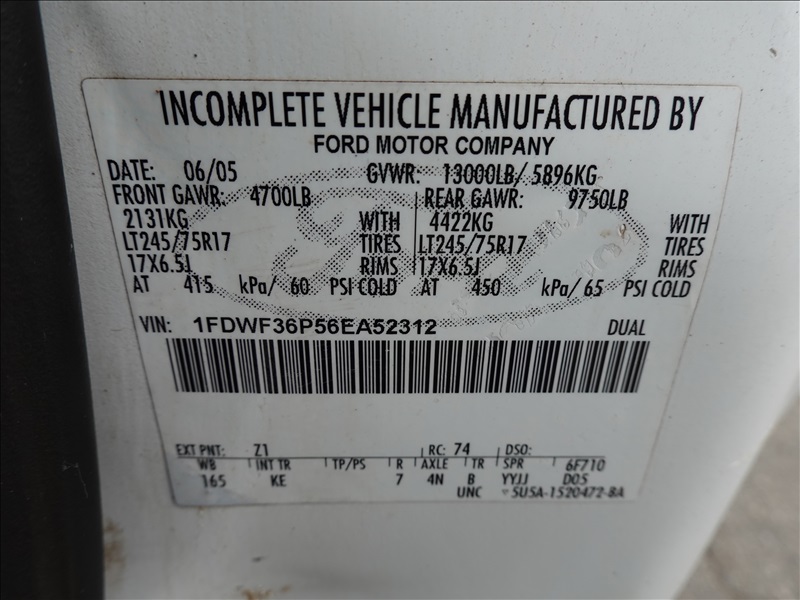 INCOMPLETE VEHICLE MANUFACTURED BY
FORD MOTOR COMPANY
DATE: 06/05 GVWR: 13000LB/ 5896KG
FRONT GAWR: 4700LB REAR GAWR: 9750LB
2131KG WITH 4422KG WITH
LT245/75R17 TIRES LT245/75R17 TIRES
17X6.5J RIMS 17X6.5J RIMS
AT 415 kPa/ 60 PSI COLD AT 450 kPa/ 65 PSI COLD
VIN: 1FDWF36P56EA52312 DUAL
EXT PNT: Z1 RC: 74 DSO:
WB INT TR TP/PS R AXLE TR SPR 6F710
165 KE 7 4N B YYJJ DOS
UNC 5USA-1520472-BA